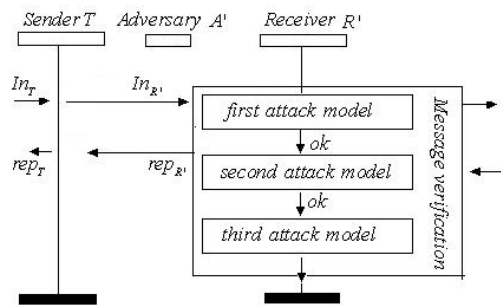 Sender T Adversary A' Receiver R'
In_T In_R'
first attack model
ok
rep_T rep_R'
second attack model
ok
third attack model
Message verification